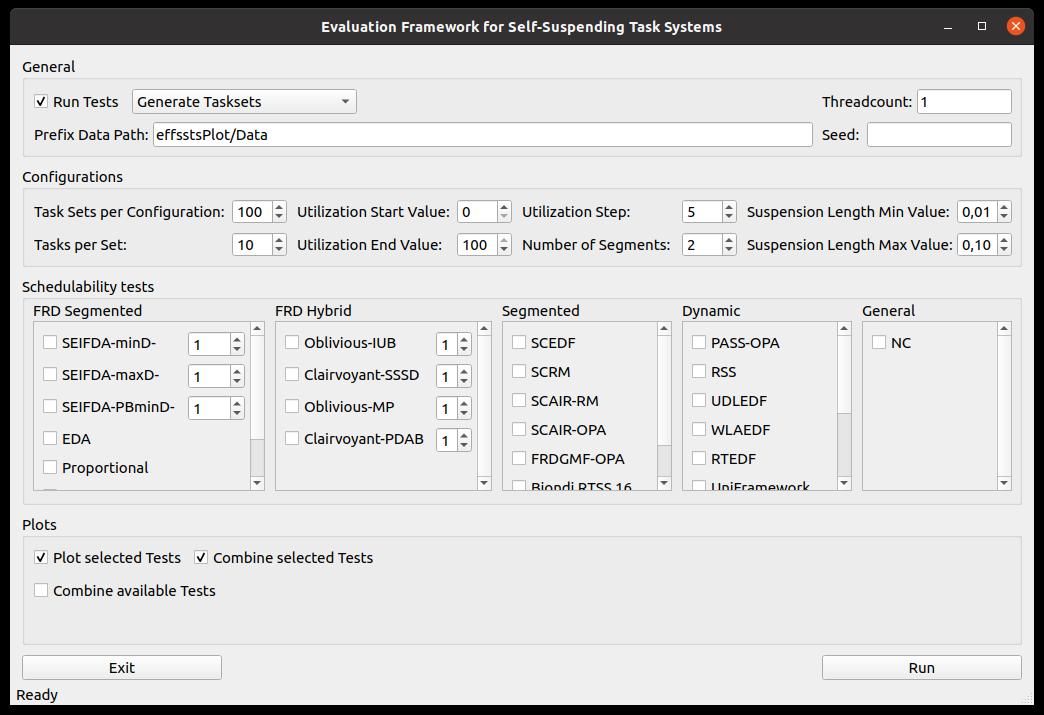 Evaluation Framework for Self-Suspending Task Systems
General
Run Tests Generate Tasksets Threadcount: 1
Prefix Data Path: effsstsPlot/Data Seed:
Configurations
Task Sets per Configuration: 100 Utilization Start Value: 0 Utilization Step: 5 Suspension Length Min Value: 0,01
Tasks per Set: 10 Utilization End Value: 100 Number of Segments: 2 Suspension Length Max Value: 0,10
Schedulability tests
FRD Segmented
SEIFDA-minD- 1
SEIFDA-maxD- 1
SEIFDA-PBminD- 1
EDA
Proportional
FRD Hybrid
Oblivious-IUB 1
Clairvoyant-SSSD 1
Oblivious-MP 1
Clairvoyant-PDAB 1
Segmented
SCEDF
SCRM
SCAIR-RM
SCAIR-OPA
FRDGMF-OPA
Biondi RTSS 16
Dynamic
PASS-OPA
RSS
UDLEDF
WLAEDF
RTEDF
UniFramework
General
NC
Plots
Plot selected Tests Combine selected Tests
Combine available Tests
Exit Run
Ready